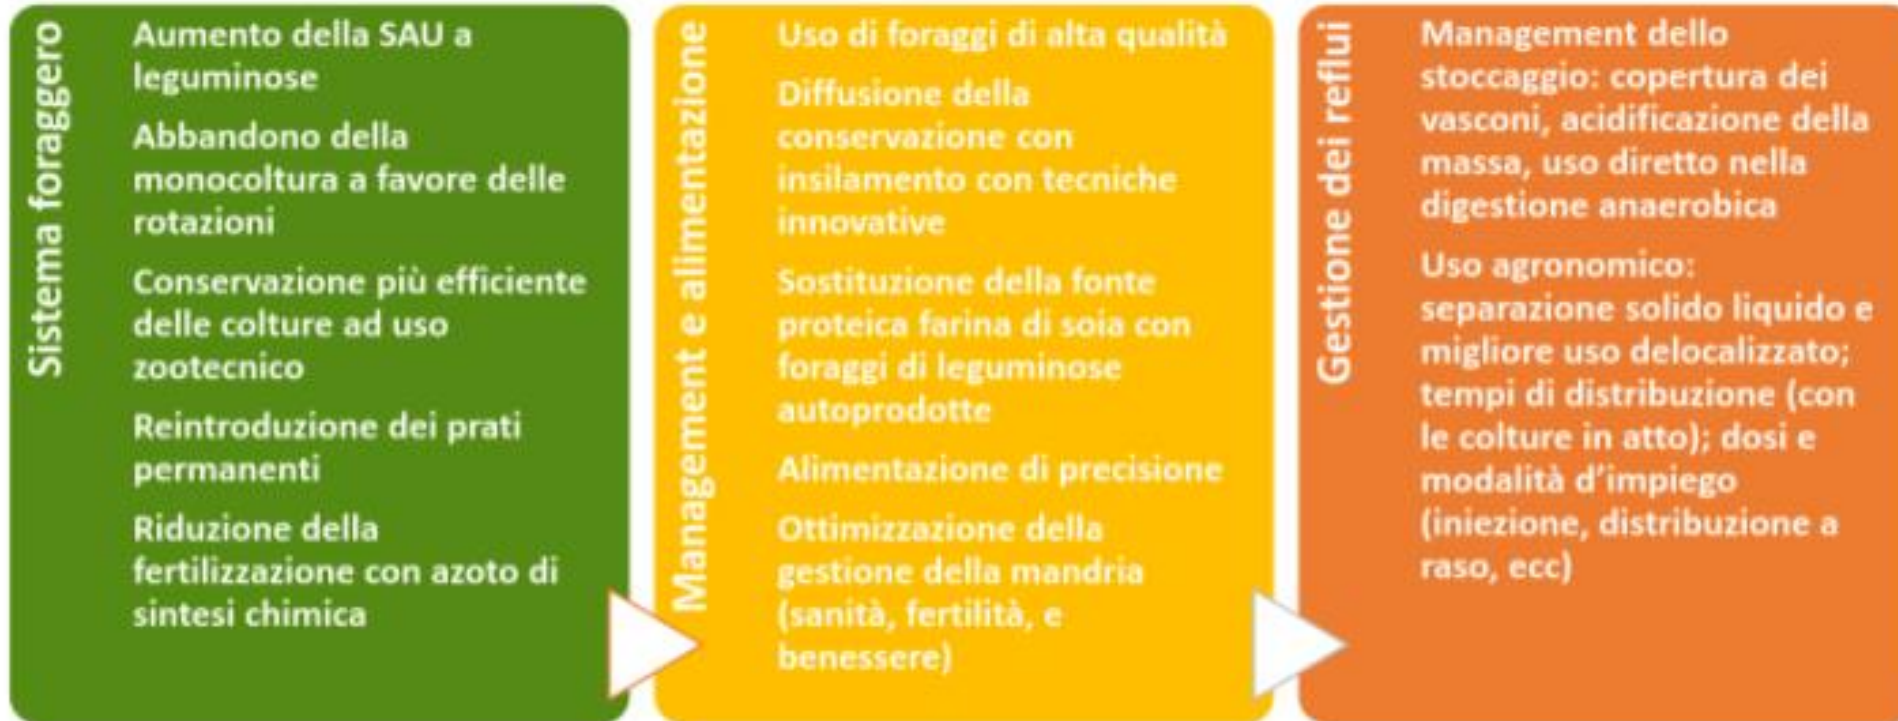 Sistema foraggero
Aumento della SAU a
leguminose
Abbandono della
monocoltura a favore delle
rotazioni
Conservazione più efficiente
delle colture ad uso
zootecnico
Reintroduzione dei prati
permanenti
Riduzione della
fertilizzazione con azoto di
sintesi chimica
Management e alimentazione
Uso di foraggi di alta qualità
Diffusione della
conservazione con
insilamento con tecniche
innovative
Sostituzione della fonte
proteica farina di soia con
foraggi di leguminose
autoprodotte
Alimentazione di precisione
Ottimizzazione della
gestione della mandria
(sanità, fertilità, e
benessere)
Gestione dei reflui
Management dello
stoccaggio: copertura dei
vasconi, acidificazione della
massa, uso diretto nella
digestione anaerobica
Uso agronomico:
separazione solido liquido e
migliore uso delocalizzato;
tempi di distribuzione (con
le colture in atto); dosi e
modalità d’impiego
(iniezione, distribuzione a
raso, ecc)